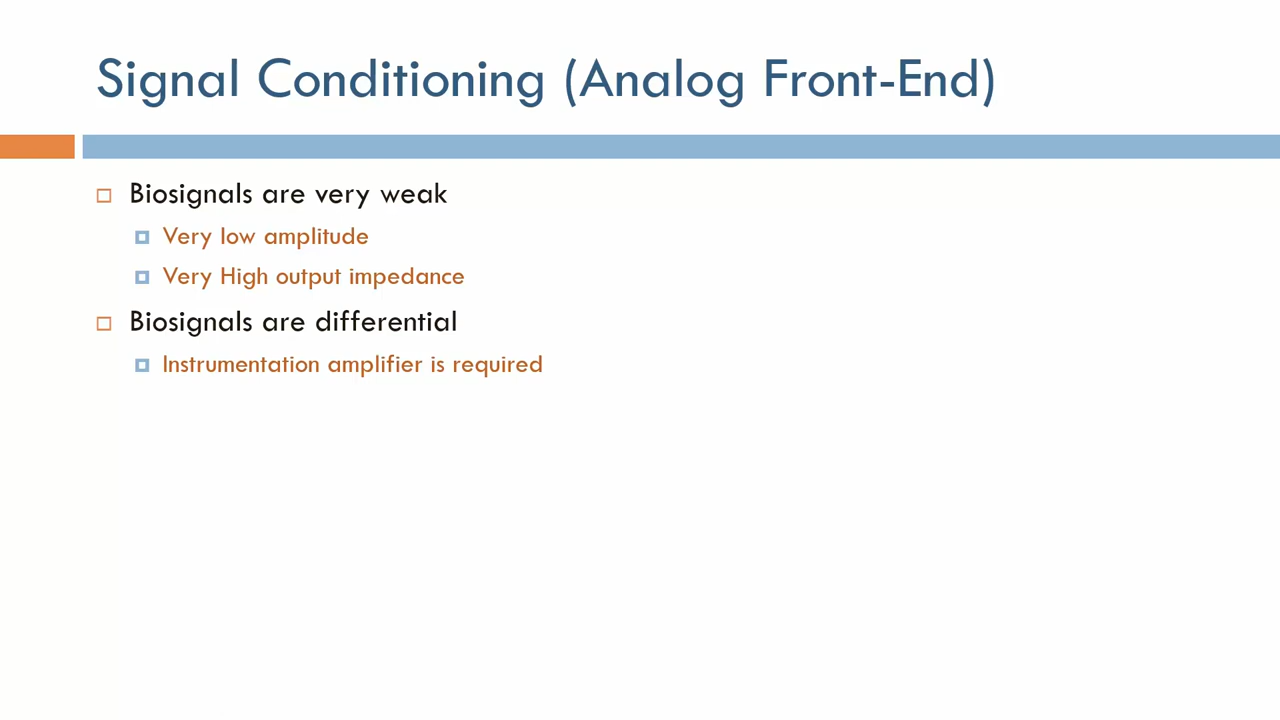 Signal Conditioning (Analog Front-End)
Biosignals are very weak
Very low amplitude
Very High output impedance
Biosignals are differential
Instrumentation amplifier is required